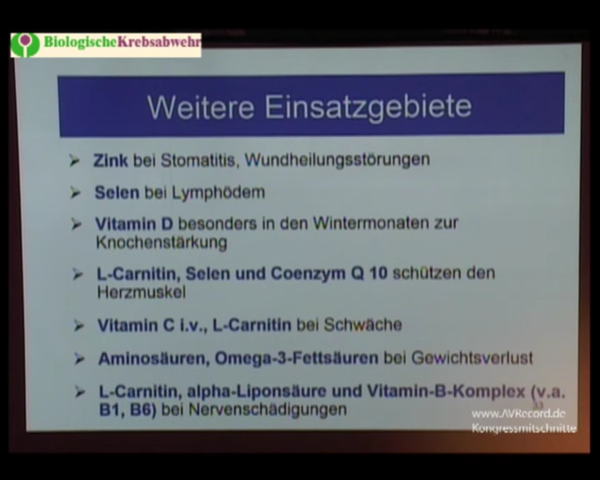 BiologischeKrebsabwehr
Weitere Einsatzgebiete
➤ Zink bei Stomatitis, Wundheilungsstörungen
➤ Selen bei Lymphödem
➤ Vitamin D besonders in den Wintermonaten zur
Knochenstärkung
➤ L-Carnitin, Selen und Coenzym Q 10 schützen den
Herzmuskel
➤ Vitamin C i.v., L-Carnitin bei Schwäche
➤ Aminosäuren, Omega-3-Fettsäuren bei Gewichtsverlust
➤ L-Carnitin, alpha-Liponsäure und Vitamin-B-Komplex (v.a.
B1, B6) bei Nervenschädigungen
www.AVRecord.de
Kongressmitschnitte